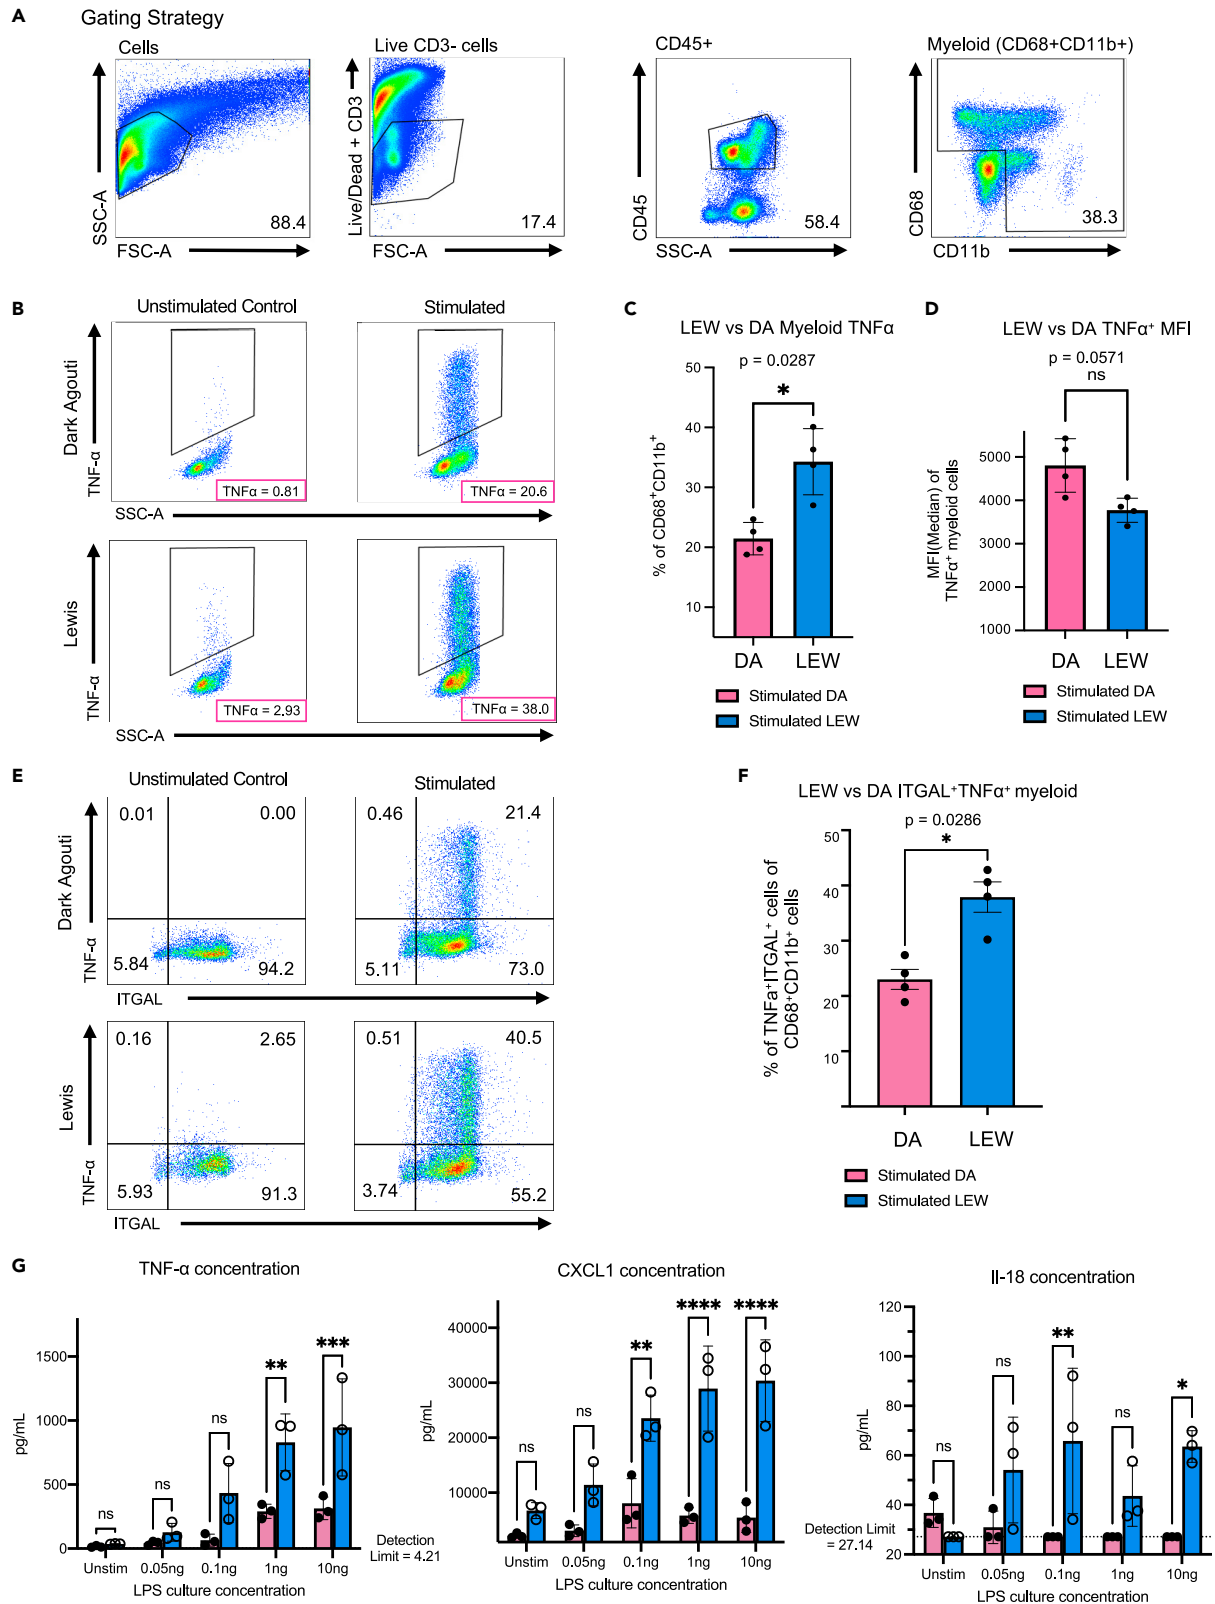 A
Gating Strategy
Cells
SSC-A
88.4
FSC-A
Live CD3- cells
Live/Dead + CD3
17.4
FSC-A
CD45+
CD45
58.4
SSC-A
Myeloid (CD68+CD11b+)
CD68
38.3
CD11b
B
Unstimulated Control
Stimulated
Dark Agouti
TNF-α
TNFα = 0.81
TNFα = 20.6
SSC-A
Lewis
TNF-α
TNFα = 2.93
TNFα = 38.0
SSC-A
C
LEW vs DA Myeloid TNFα
p = 0.0287
*
% of CD68⁺CD11b⁺
50
40
30
20
10
DA
LEW
Stimulated DA
Stimulated LEW
D
LEW vs DA TNFα⁺ MFI
p = 0.0571
ns
MFI(Median) of
TNFα⁺ myeloid cells
5000
4000
3000
2000
1000
DA
LEW
Stimulated DA
Stimulated LEW
E
Unstimulated Control
Stimulated
Dark Agouti
TNF-α
0.01
0.00
5.84
94.2
0.46
21.4
5.11
73.0
ITGAL
Lewis
TNF-α
0.16
2.65
5.93
91.3
0.51
40.5
3.74
55.2
ITGAL
F
LEW vs DA ITGAL⁺TNFα⁺ myeloid
p = 0.0286
*
% of TNFa⁺ITGAL⁺ cells of
CD68⁺CD11b⁺ cells
50
40
30
20
10
DA
LEW
Stimulated DA
Stimulated LEW
G
TNF-α concentration
pg/mL
1500
1000
500
0
ns
ns
ns
**
***
Unstim
0.05ng
0.1ng
1ng
10ng
LPS culture concentration
Detection
Limit = 4.21
CXCL1 concentration
pg/mL
40000
30000
20000
10000
ns
ns
**
****
****
Unstim
0.05ng
0.1ng
1ng
10ng
LPS culture concentration
Il-18 concentration
pg/mL
120
100
80
60
40
20
ns
ns
**
ns
*
Detection Limit
= 27.14
Unstim
0.05ng
0.1ng
1ng
10ng
LPS culture concentration